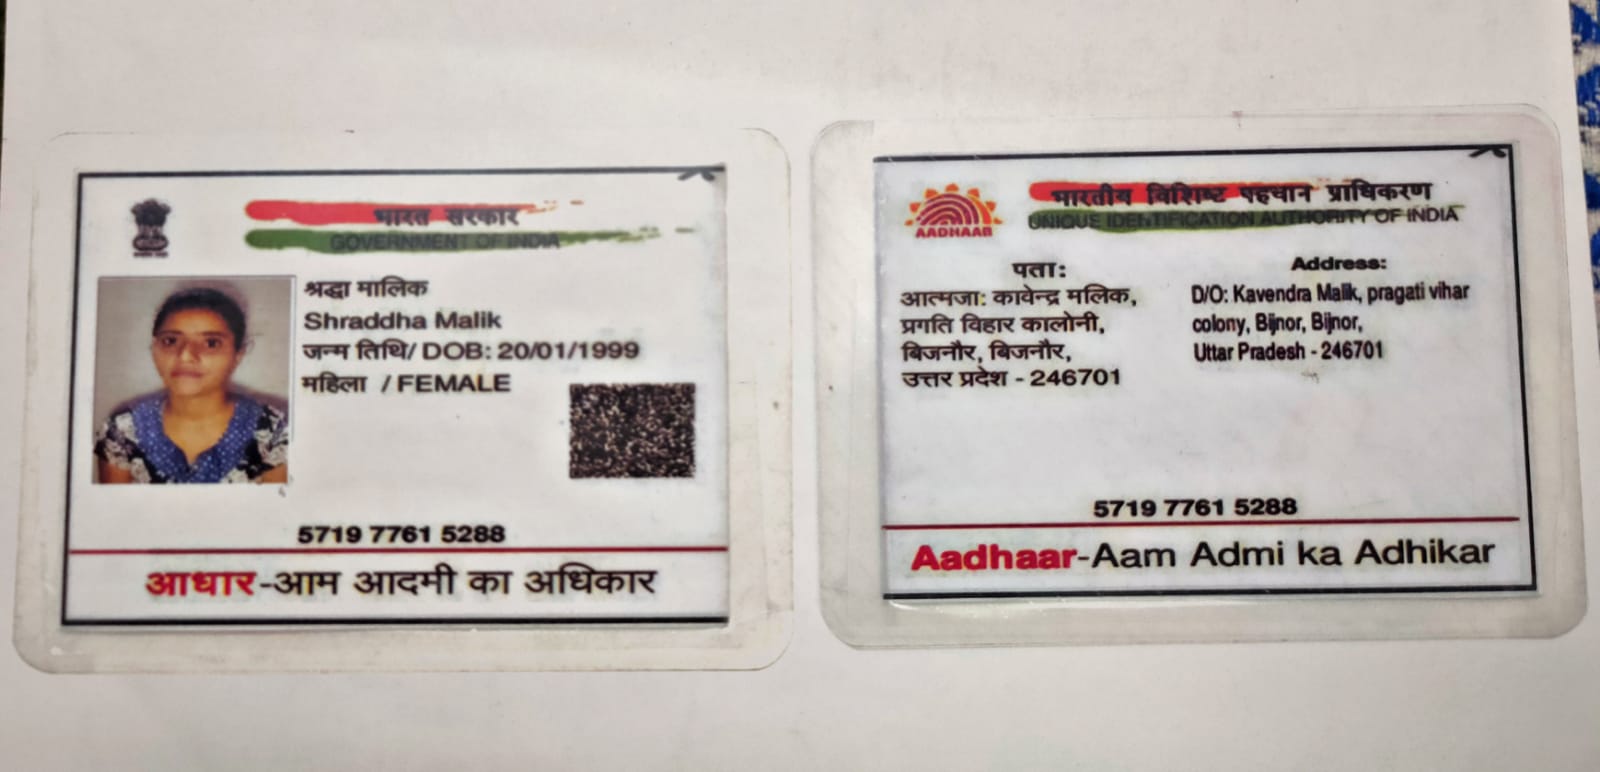 भारत सरकार
GOVERNMENT OF INDIA
श्रद्धा मालिक
Shraddha Malik
जन्म तिथि/ DOB: 20/01/1999
महिला / FEMALE
5719 7761 5288
आधार-आम आदमी का अधिकार
भारतीय विशिष्ट पहचान प्राधिकरण
UNIQUE IDENTIFICATION AUTHORITY OF INDIA
AADHAAR
पता:
आत्मजा: कावेन्द्र मलिक,
प्रगति विहार कालोनी,
बिजनौर, बिजनौर,
उत्तर प्रदेश - 246701
Address:
D/O: Kavendra Malik, pragati vihar
colony, Bijnor, Bijnor,
Uttar Pradesh - 246701
5719 7761 5288
Aadhaar-Aam Admi ka Adhikar